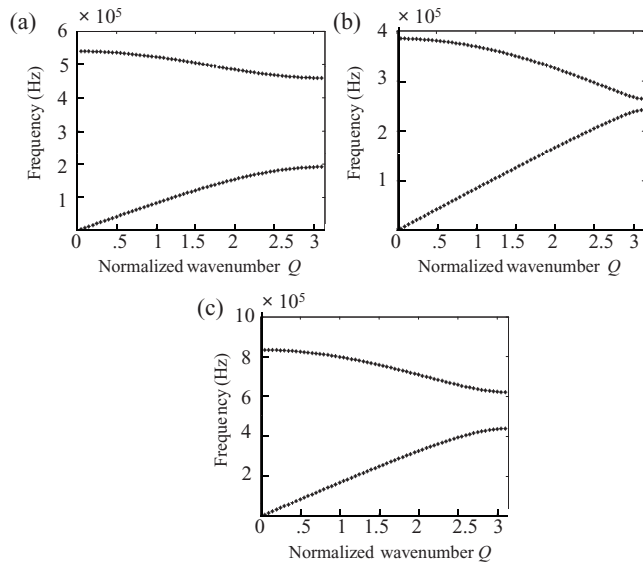 (a)
× 10⁵
6
5
4
3
2
1
Frequency (Hz)
0 .5 1 1.5 2 2.5 3
Normalized wavenumber Q
(b)
× 10⁵
4
3
2
1
Frequency (Hz)
0 .5 1 1.5 2 2.5 3
Normalized wavenumber Q
(c)
× 10⁵
10
8
6
4
2
Frequency (Hz)
0 .5 1 1.5 2 2.5 3
Normalized wavenumber Q